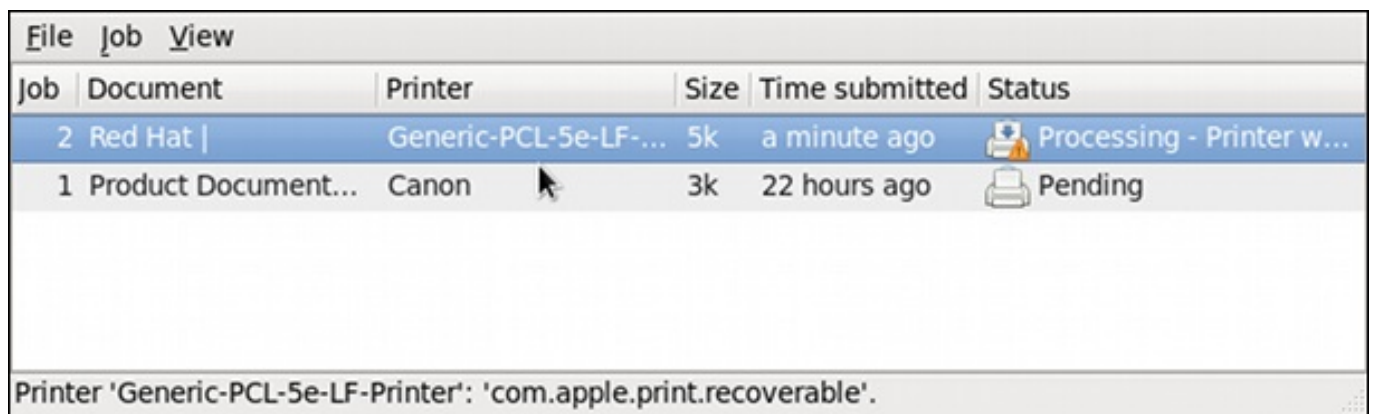 File Job View
Job Document Printer Size Time submitted Status
2 Red Hat | Generic-PCL-5e-LF-... 5k a minute ago Processing - Printer w...
1 Product Document... Canon 3k 22 hours ago Pending
Printer 'Generic-PCL-5e-LF-Printer': 'com.apple.print.recoverable'.